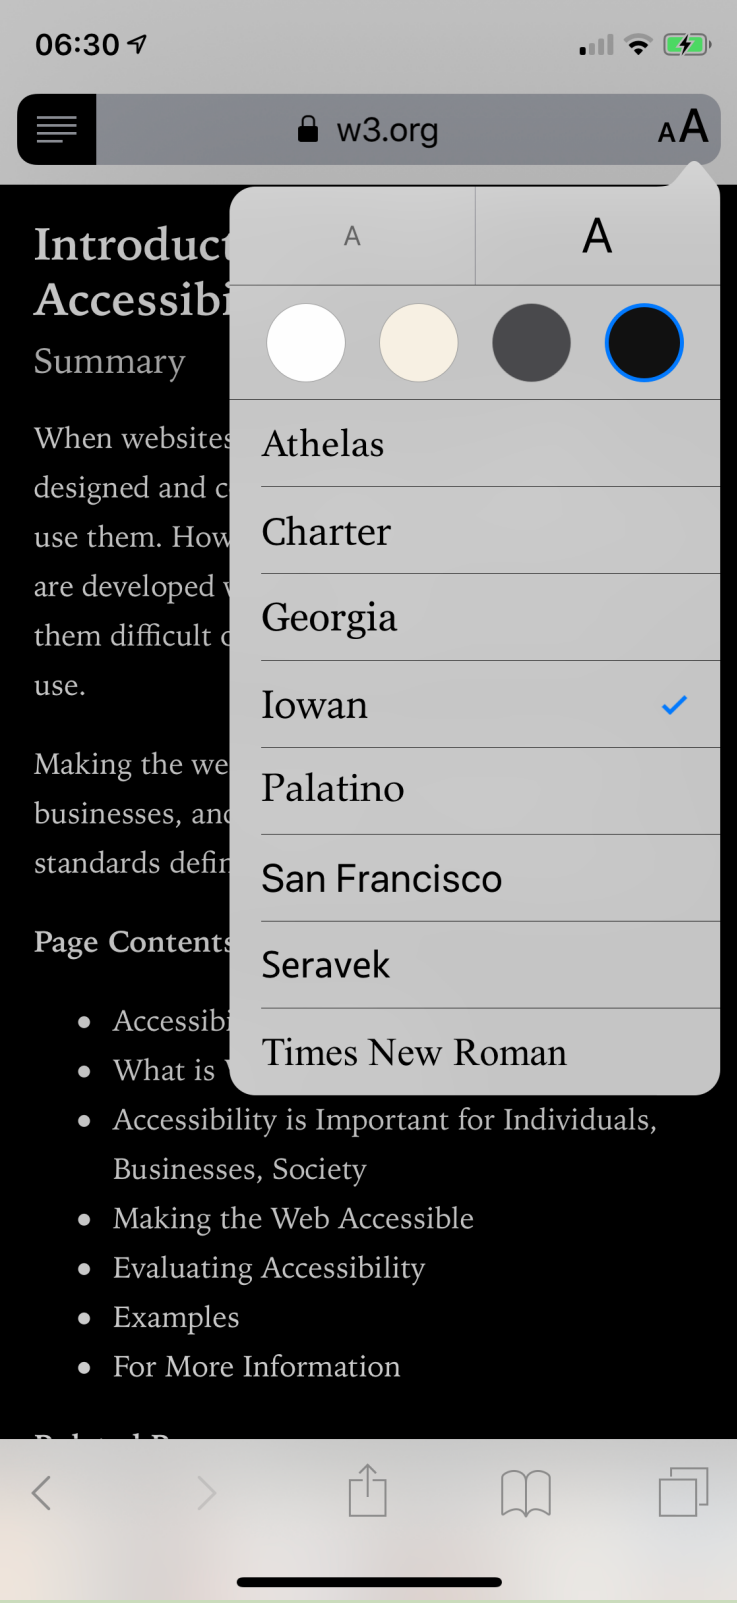 06:30
w3.org
AA
A
A
Introduct
Accessibi
Summary
When websites
designed and c
use them. How
are developed
them difficult
use.
Making the we
businesses, and
standards defin
Page Contents
Athelas
Charter
Georgia
Iowan
Palatino
San Francisco
Seravek
Times New Roman
Accessibi
What is
Accessibility is Important for Individuals,
Businesses, Society
Making the Web Accessible
Evaluating Accessibility
Examples
For More Information